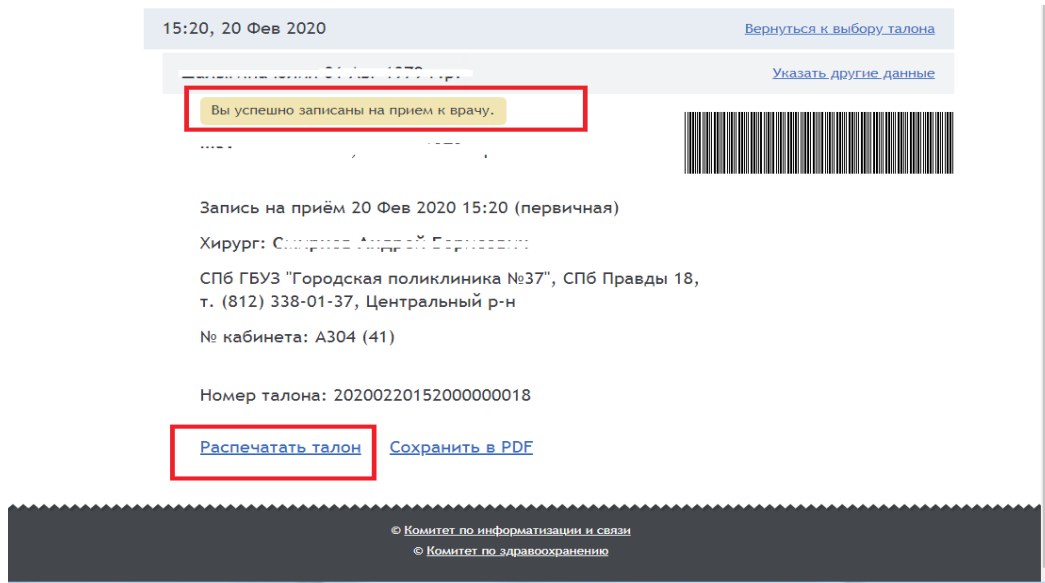 15:20, 20 Фев 2020
Вернуться к выбору талона
Указать другие данные
Вы успешно записаны на прием к врачу.
Запись на приём 20 Фев 2020 15:20 (первичная)
Хирург:
СПб ГБУЗ "Городская поликлиника №37", СПб Правды 18,
т. (812) 338-01-37, Центральный р-н
№ кабинета: А304 (41)
Номер талона: 20200220152000000018
Распечатать талон Сохранить в PDF
© Комитет по информатизации и связи
© Комитет по здравоохранению